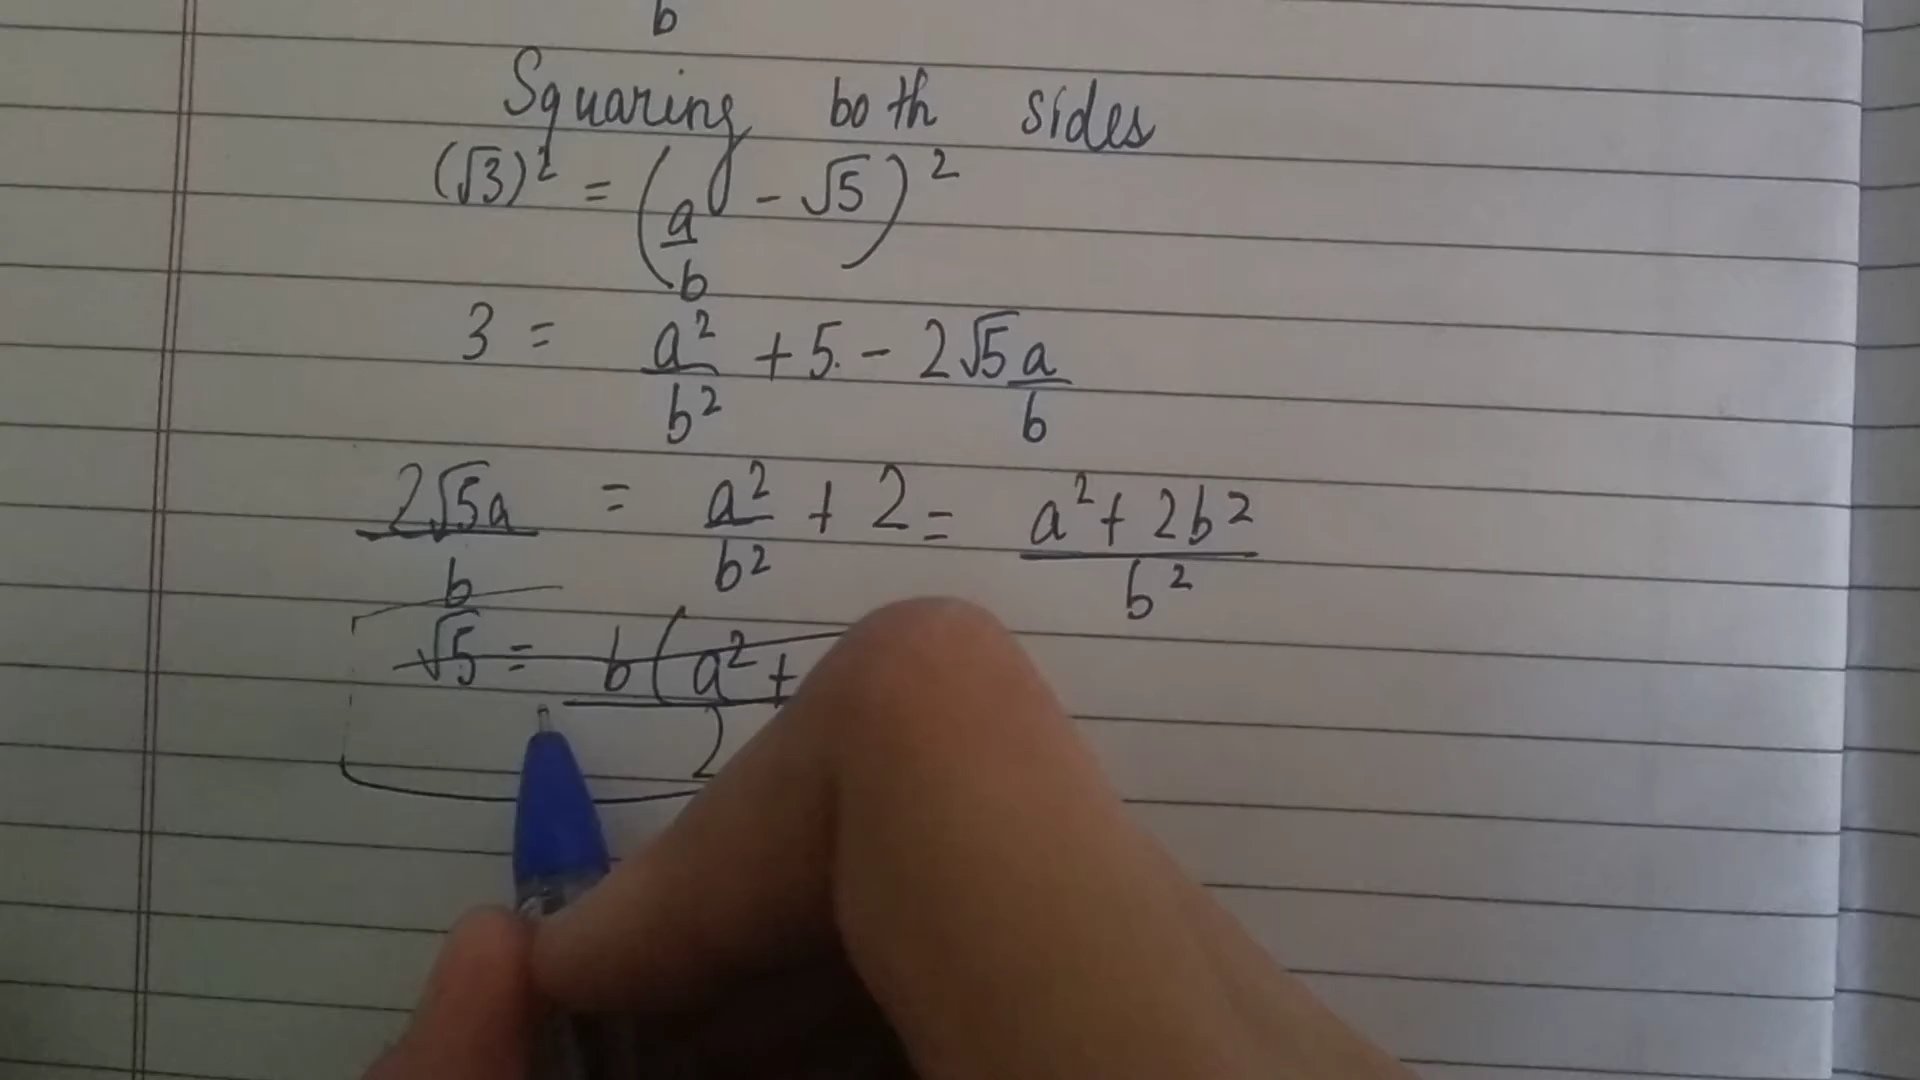 b
Squaring both sides
(√3)² = (a/b - √5)²
3 = a²/b² + 5 - 2√5 a/b
2√5a/b = a²/b² + 2 = a² + 2b²/b²
√5 = b(a² +
2